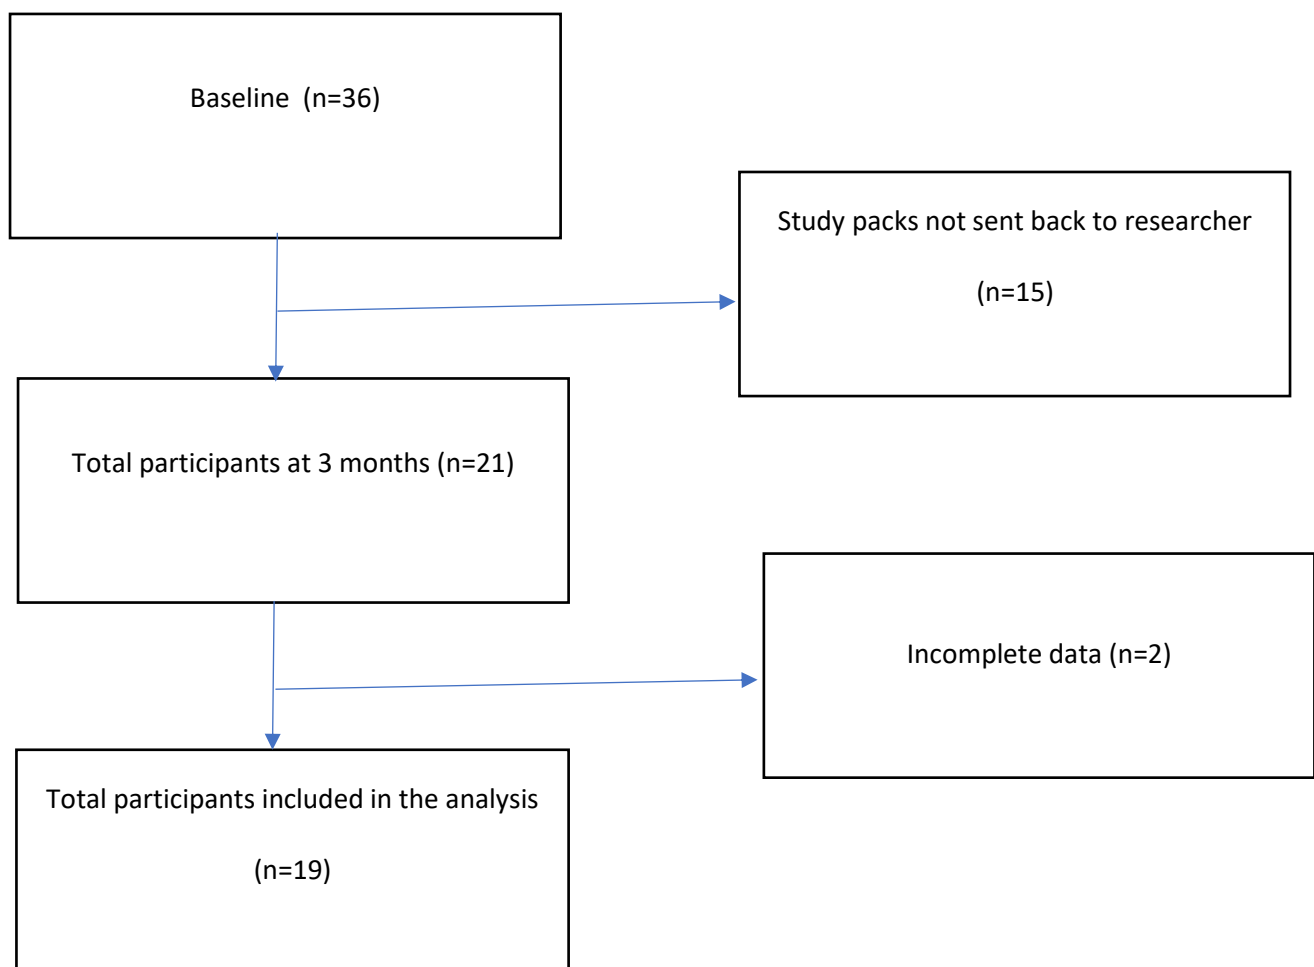 Baseline  (n=36)
Study packs not sent back to researcher
(n=15)
Total participants at 3 months (n=21)
Incomplete data (n=2)
Total participants included in the analysis
(n=19)